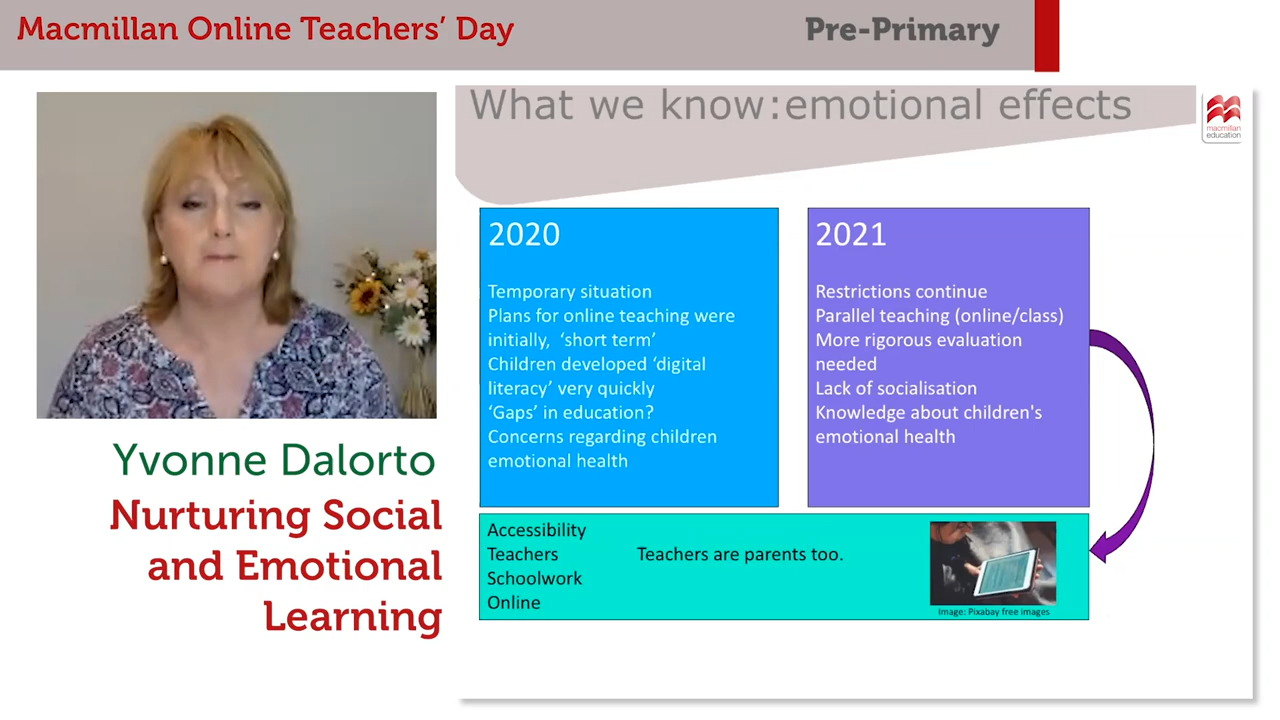 Macmillan Online Teachers’ Day
Pre-Primary
What we know:emotional effects
macmillan
education
2020
Temporary situation
Plans for online teaching were
initially, ‘short term’
Children developed ‘digital
literacy’ very quickly
‘Gaps’ in education?
Concerns regarding children
emotional health
2021
Restrictions continue
Parallel teaching (online/class)
More rigorous evaluation
needed
Lack of socialisation
Knowledge about children's
emotional health
Accessibility
Teachers
Schoolwork
Online
Teachers are parents too.
Image: Pixabay free images
Yvonne Dalorto
Nurturing Social
and Emotional
Learning